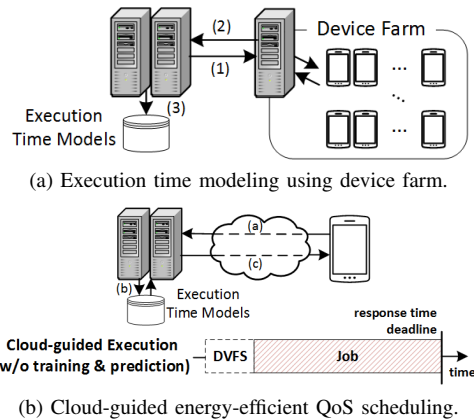 (2)
Device Farm
(1)
...
Execution
Time Models
(3)
...
...
(a) Execution time modeling using device farm.
(a)
(c)
(b)
Execution
Time Models
response time
deadline
Cloud-guided Execution
w/o training & prediction)
DVFS
Job
time
(b) Cloud-guided energy-efficient QoS scheduling.